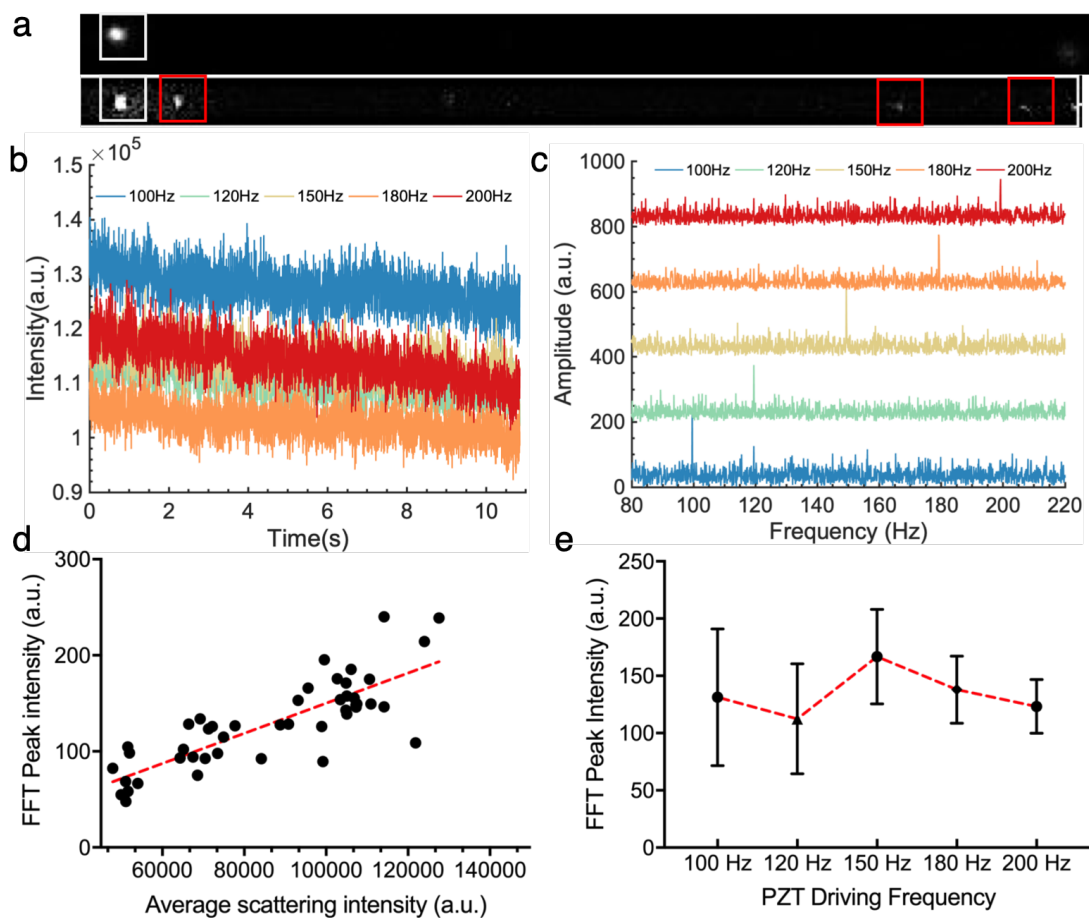 a
b
×10⁵
1.5
1.4
1.3
1.2
1.1
1
0.9
Intensity(a.u.)
100Hz 120Hz 150Hz 180Hz 200Hz
0 2 4 6 8 10
Time(s)
c
1000
800
600
400
200
0
Amplitude (a.u.)
100Hz 120Hz 150Hz 180Hz 200Hz
80 100 120 140 160 180 200 220
Frequency (Hz)
d
300
200
100
0
FFT Peak intensity (a.u.)
60000 80000 100000 120000 140000
Average scattering intensity (a.u.)
e
250
200
150
100
50
0
FFT Peak Intensity (a.u.)
100 Hz 120 Hz 150 Hz 180 Hz 200 Hz
PZT Driving Frequency